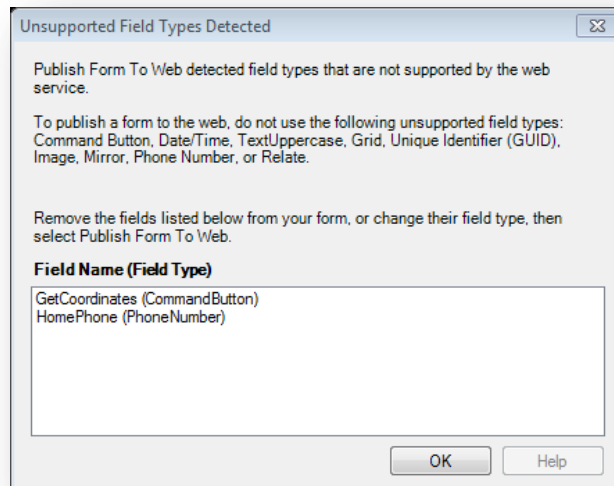 Unsupported Field Types Detected
Publish Form To Web detected field types that are not supported by the web
service.
To publish a form to the web, do not use the following unsupported field types:
Command Button, Date/Time, TextUppercase, Grid, Unique Identifier (GUID),
Image, Mirror, Phone Number, or Relate.
Remove the fields listed below from your form, or change their field type, then
select Publish Form To Web.
Field Name (Field Type)
GetCoordinates (CommandButton)
HomePhone (PhoneNumber)
OK Help